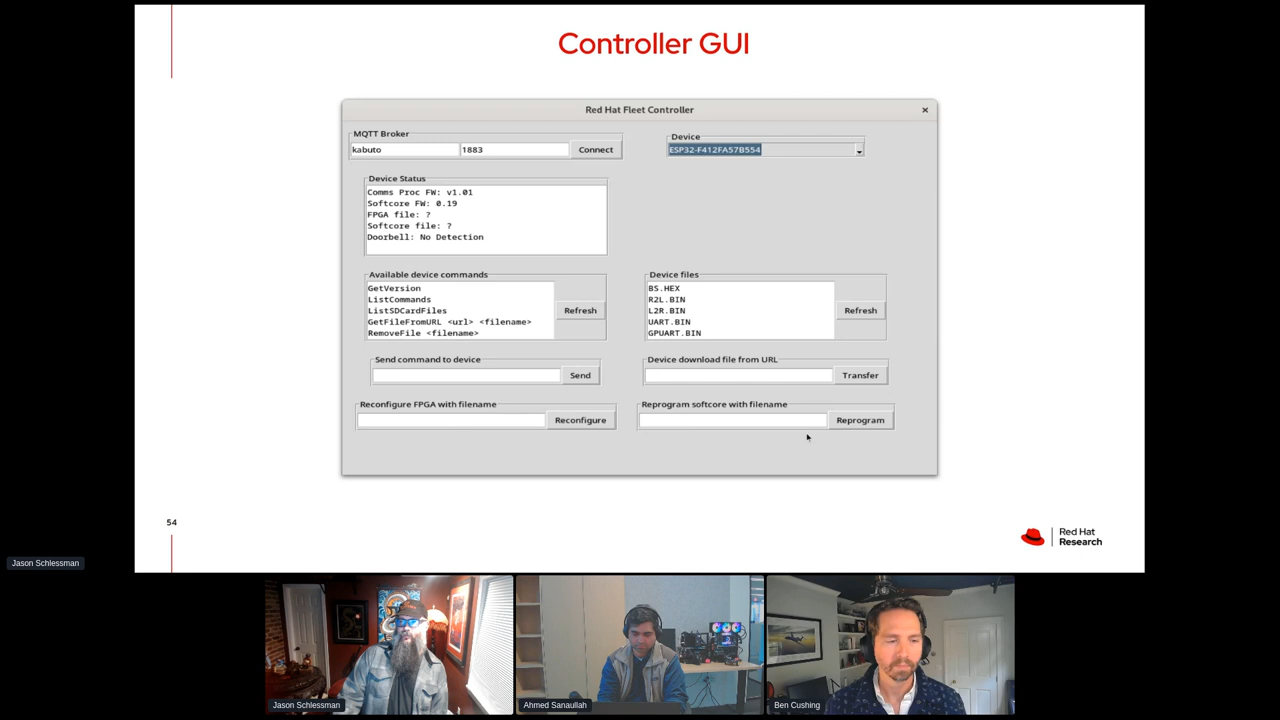 Controller GUI
Red Hat Fleet Controller
MQTT Broker
kabuto
1883
Connect
Device
ESP32-F412FA57B554
Device Status
Comms Proc FW: v1.01
Softcore FW: 0.19
FPGA file: ?
Softcore file: ?
Doorbell: No Detection
Available device commands
GetVersion
ListCommands
ListSDCardFiles
GetFileFromURL <url> <filename>
RemoveFile <filename>
Refresh
Device files
BS.HEX
R2L.BIN
L2R.BIN
UART.BIN
GPUART.BIN
Refresh
Send command to device
Send
Device download file from URL
Transfer
Reconfigure FPGA with filename
Reconfigure
Reprogram softcore with filename
Reprogram
54
Red Hat
Research
Jason Schlessman
Jason Schlessman
Ahmed Sanaullah
Ben Cushing